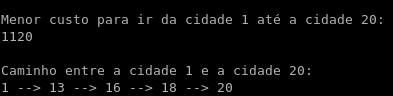 Menor custo para ir da cidade 1 até a cidade 20:
1120
Caminho entre a cidade 1 e a cidade 20:
1 --> 13 --> 16 --> 18 --> 20